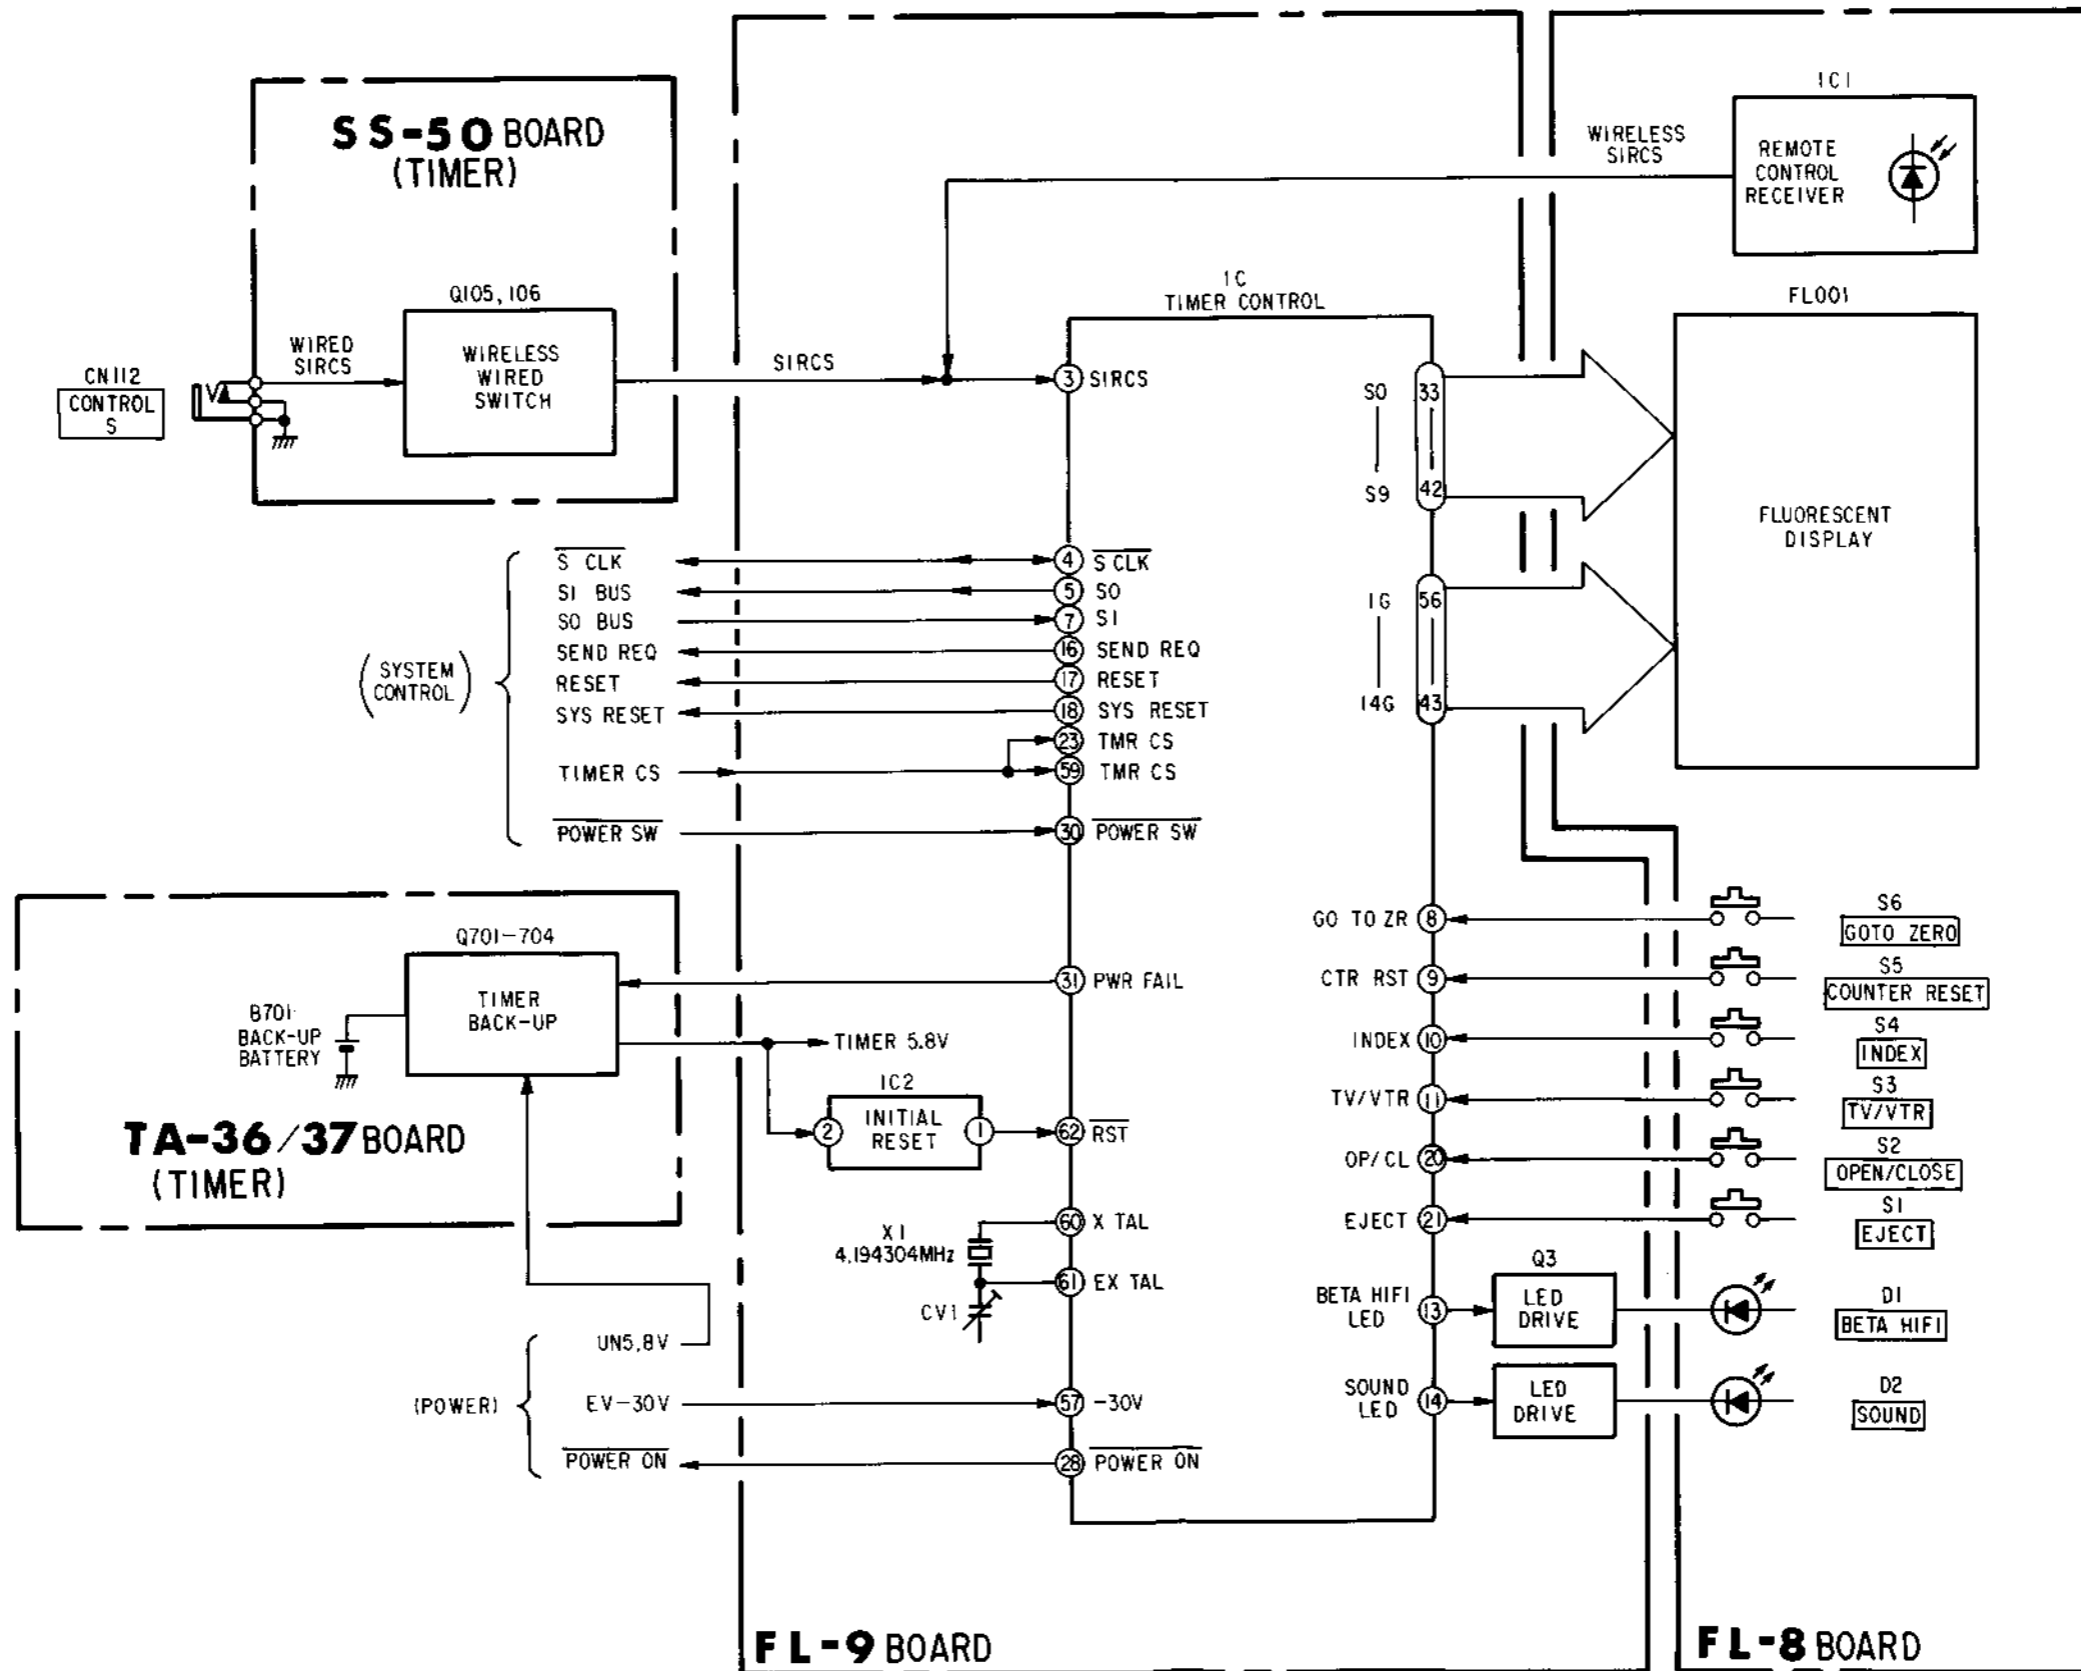 SS-50 BOARD
(TIMER)
Q105, 106
WIRELESS
WIRED
SWITCH
WIRED
SIRCS
CN112
CONTROL
S
SIRCS
WIRELESS
SIRCS
IC1
REMOTE
CONTROL
RECEIVER
IC
TIMER CONTROL
3 SIRCS
FL001
FLUORESCENT
DISPLAY
S0 33
S9 42
1G 56
14G 43
(SYSTEM
CONTROL)
S CLK 4 S CLK
SI BUS 5 SO
SO BUS 7 SI
SEND REQ 16 SEND REQ
RESET 17 RESET
SYS RESET 18 SYS RESET
23 TMR CS
TIMER CS 59 TMR CS
POWER SW 30 POWER SW
Q701-704
TIMER
BACK-UP
B701
BACK-UP
BATTERY
TA-36/37 BOARD
(TIMER)
31 PWR FAIL
TIMER 5.8V
IC2
2 INITIAL
RESET 1
62 RST
X1
4.194304MHz
60 X TAL
61 EX TAL
CV1
(POWER)
UN5.8V
EV-30V 57 -30V
POWER ON 28 POWER ON
GO TO ZR 8
S6
GOTO ZERO
CTR RST 9
S5
COUNTER RESET
INDEX 10
S4
INDEX
TV/VTR 11
S3
TV/VTR
OP/CL 20
S2
OPEN/CLOSE
EJECT 21
S1
EJECT
BETA HIFI
LED 13
Q3
LED
DRIVE
D1
BETA HIFI
SOUND
LED 14
LED
DRIVE
D2
SOUND
FL-9 BOARD
FL-8 BOARD